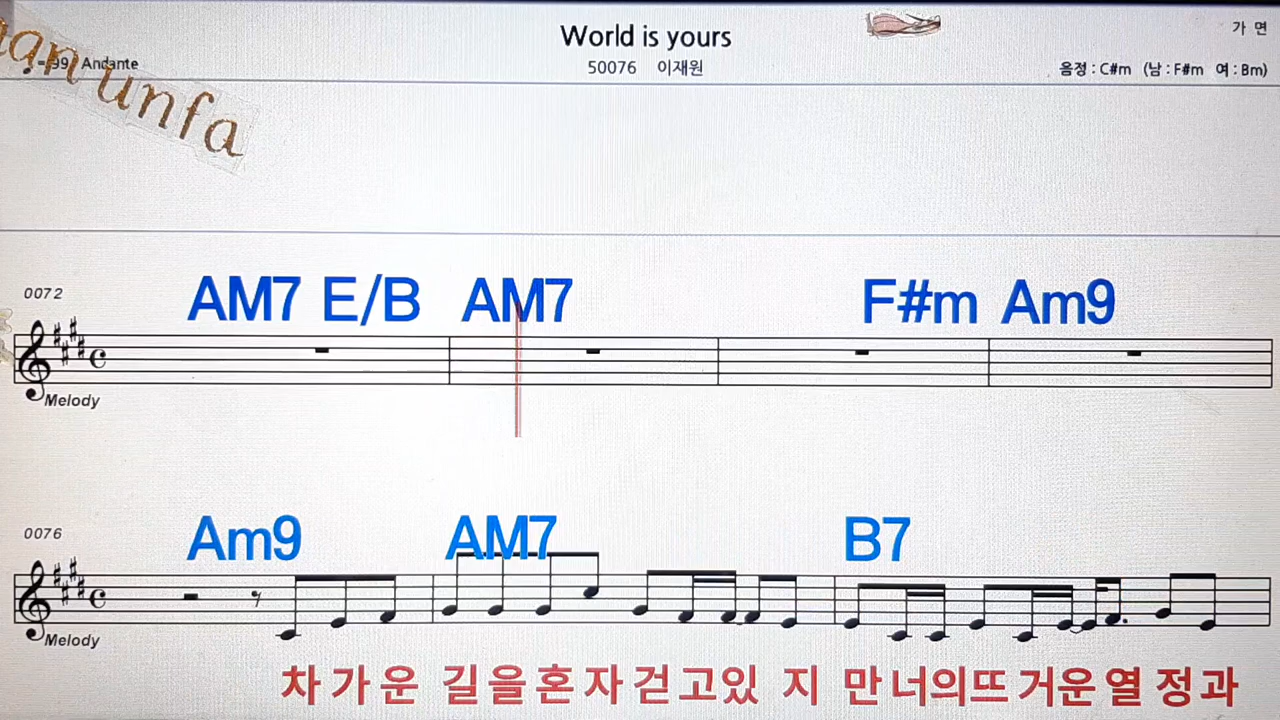 World is yours
가 면
=99 Andante
50076 이재원
음정 : C#m (남 : F#m 여 : Bm)
unfa
0072
AM7 E/B AM7 F#m Am9
Melody
0076
Am9 AM7 B7
Melody
차가운 길을혼자걷고있 지 만너의뜨거운열정과